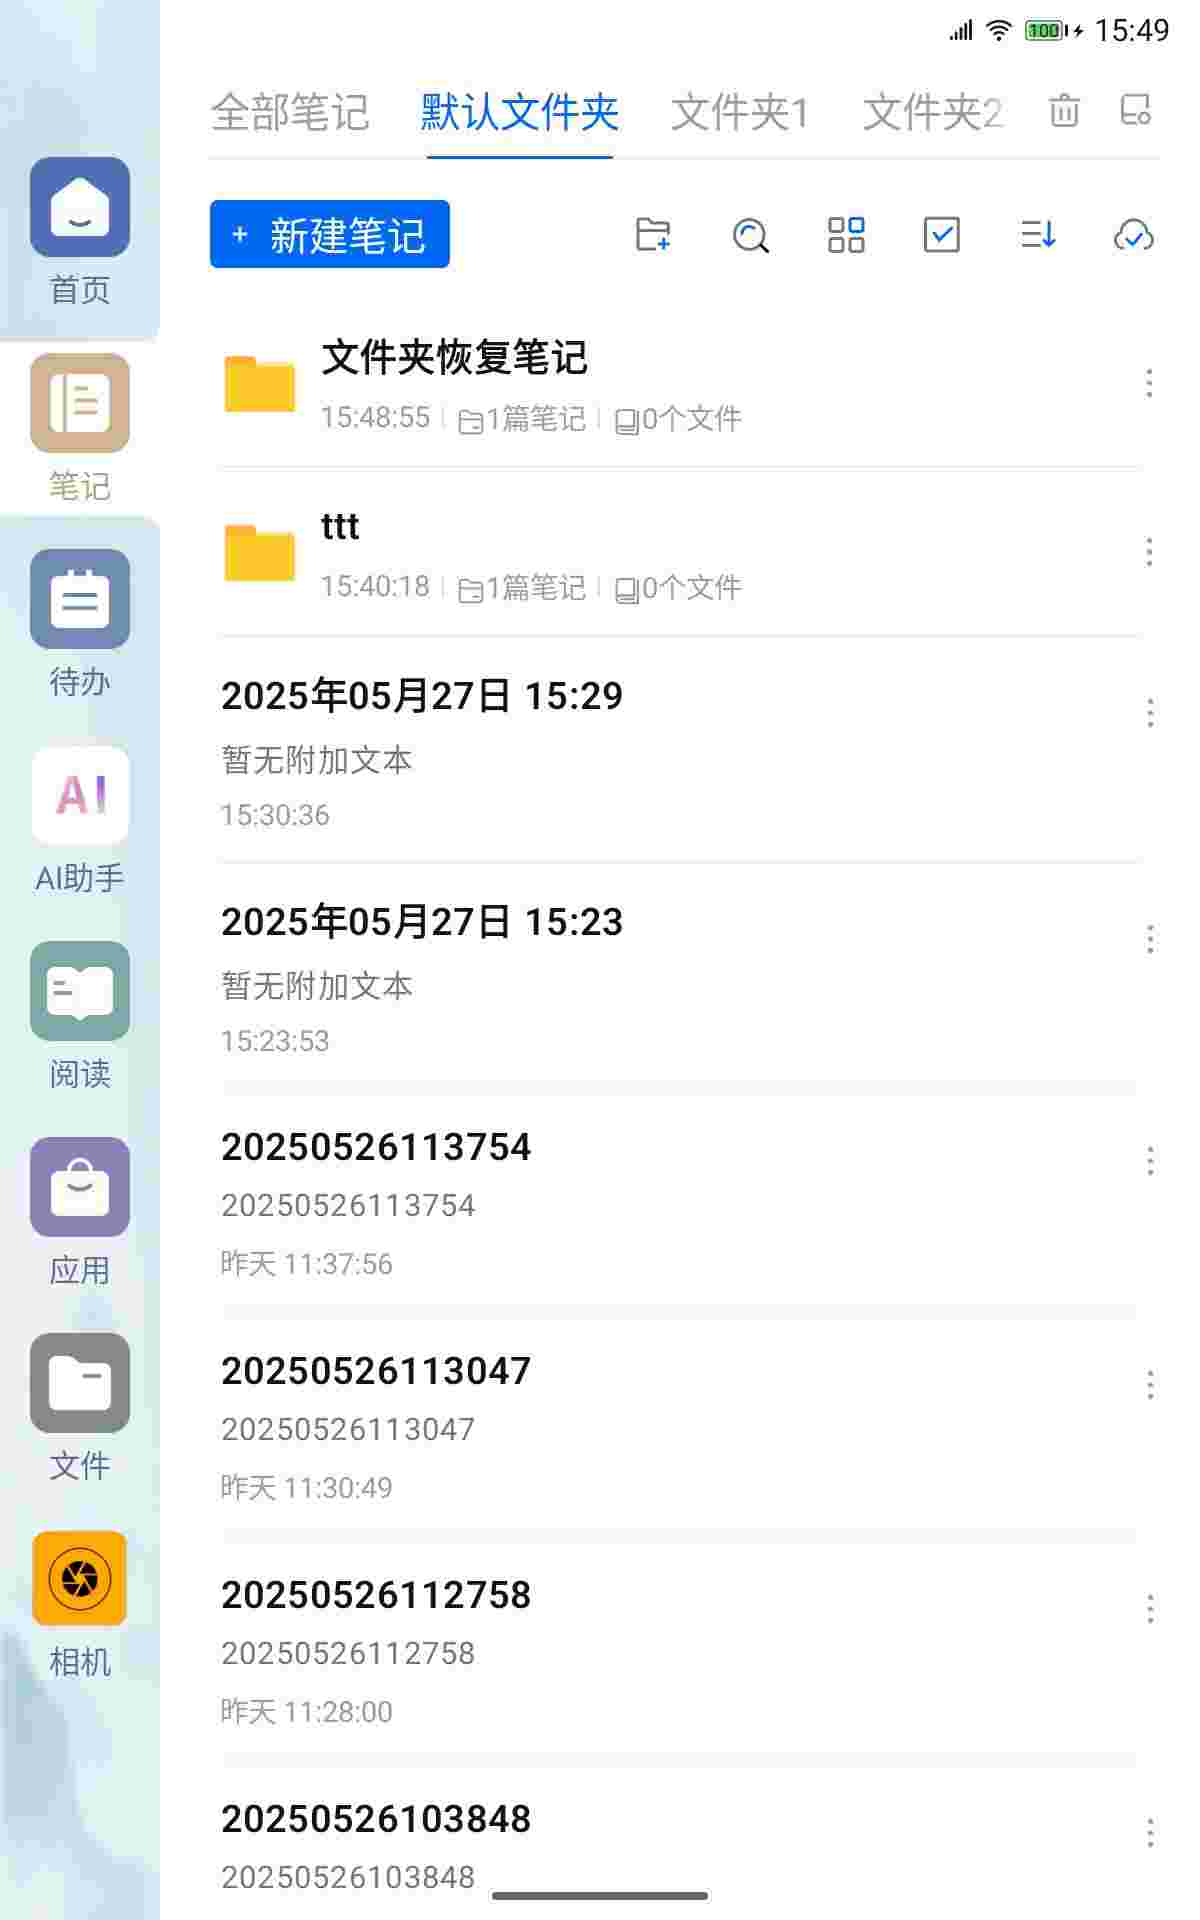 100 15:49
全部笔记 默认文件夹 文件夹1 文件夹2
+ 新建笔记
首页
笔记
待办
AI
AI助手
阅读
应用
文件
相机
文件夹恢复笔记
15:48:55 1篇笔记 0个文件
ttt
15:40:18 1篇笔记 0个文件
2025年05月27日 15:29
暂无附加文本
15:30:36
2025年05月27日 15:23
暂无附加文本
15:23:53
20250526113754
20250526113754
昨天 11:37:56
20250526113047
20250526113047
昨天 11:30:49
20250526112758
20250526112758
昨天 11:28:00
20250526103848
20250526103848